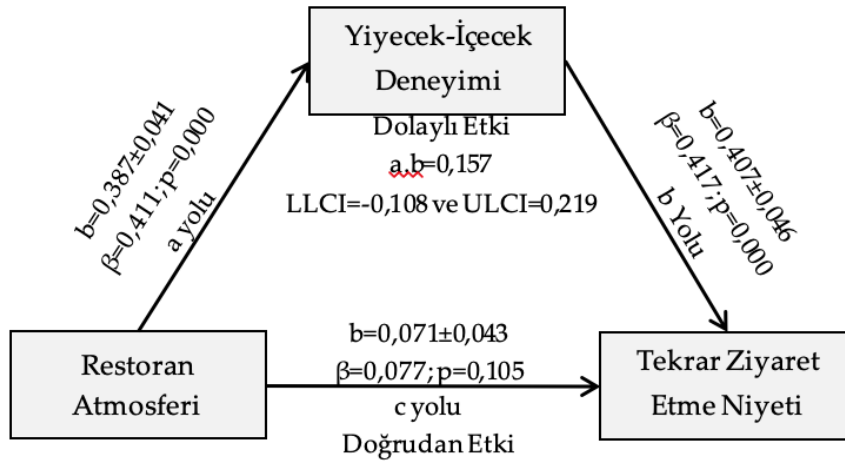 Yiyecek-İçecek
Deneyimi
Dolaylı Etki
a.b=0,157
LLCI=-0,108 ve ULCI=0,219
b=0,387±0,041
β=0,411; p=0,000
a yolu
b=0,407±0,046
β=0,417; p=0,000
b Yolu
Restoran
Atmosferi
b=0,071±0,043
β=0,077; p=0,105
c yolu
Doğrudan Etki
Tekrar Ziyaret
Etme Niyeti